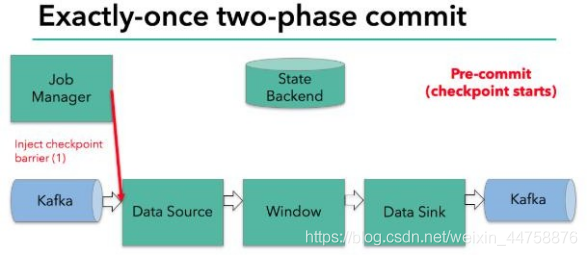 Exactly-once two-phase commit
Job
Manager
State
Backend
Pre-commit
(checkpoint starts)
Inject checkpoint
barrier (1)
Kafka
Data Source
Window
Data Sink
Kafka
https://blog.csdn.net/weixin_44758876